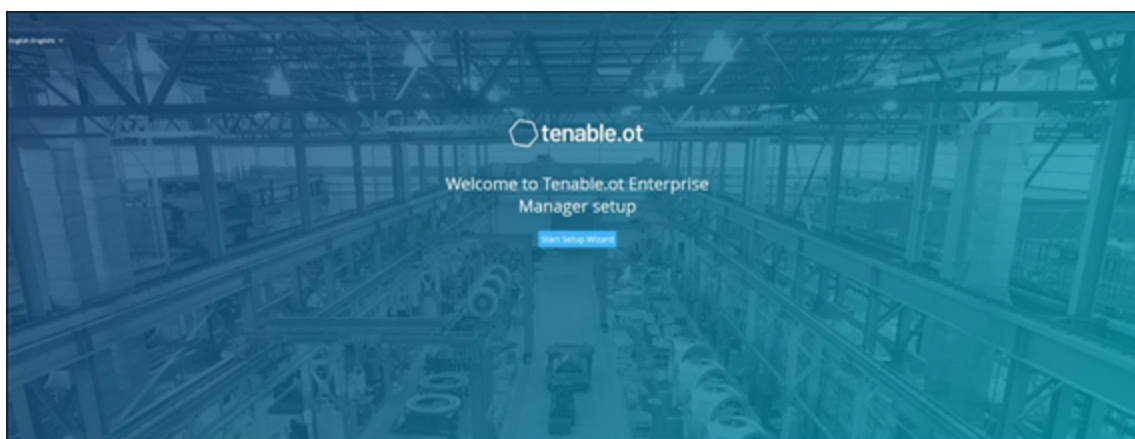 English (English)
tenable.ot
Welcome to Tenable.ot Enterprise
Manager setup
Start Setup Wizard